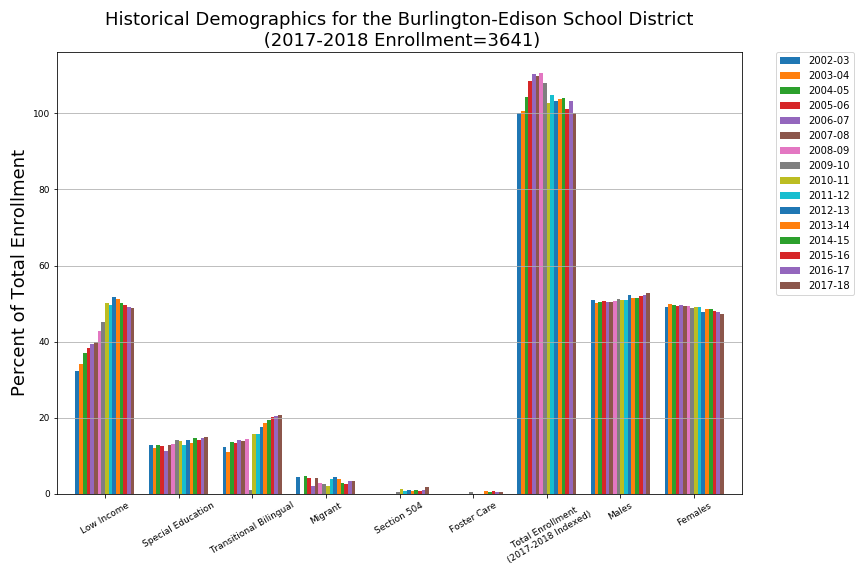 Historical Demographics for the Burlington-Edison School District
(2017-2018 Enrollment=3641)
Percent of Total Enrollment
100
80
60
40
20
0
Low Income
Special Education
Transitional Bilingual
Migrant
Section 504
Foster Care
Total Enrollment
(2017-2018 Indexed)
Males
Females
2002-03
2003-04
2004-05
2005-06
2006-07
2007-08
2008-09
2009-10
2010-11
2011-12
2012-13
2013-14
2014-15
2015-16
2016-17
2017-18